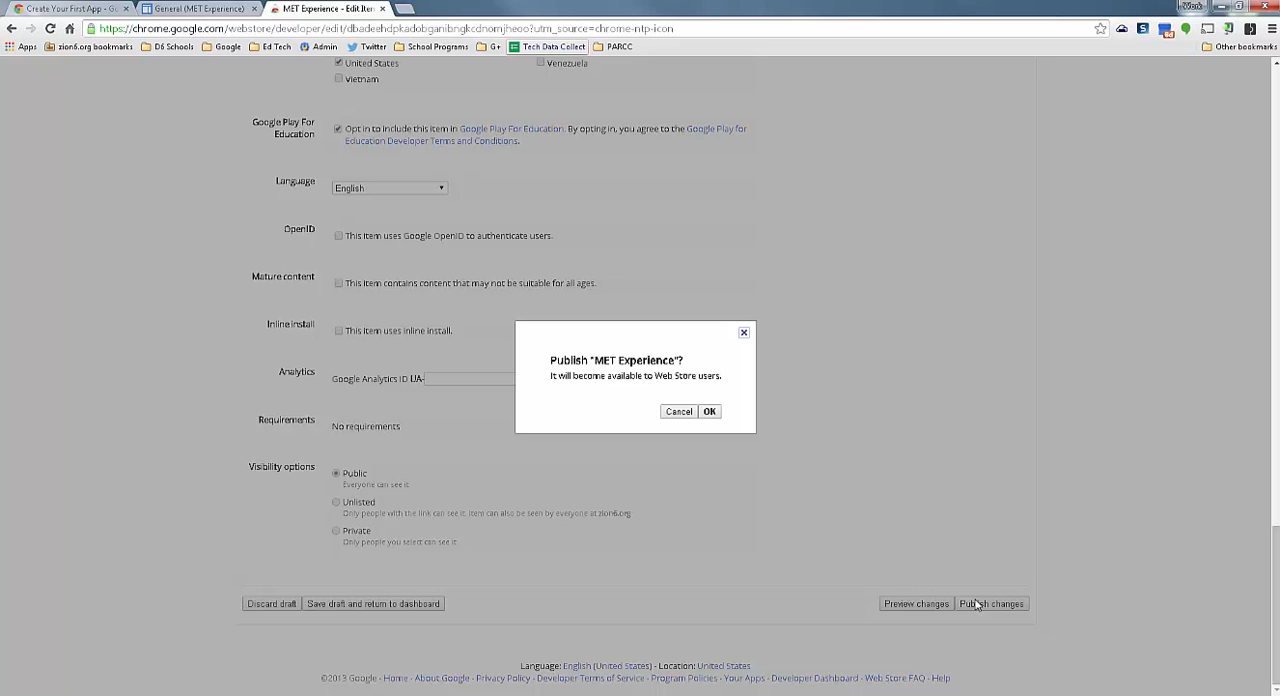 Create Your First App - Go
General (MET Experience)
MET Experience - Edit Item
Work
https://chrome.google.com/webstore/developer/edit/dbadeehdpkadobganibngkcdnomjheoo?utm_source=chrome-ntp-icon
Apps zion6.org bookmarks D6 Schools Google Ed Tech Admin Twitter School Programs G+ Tech Data Collect PARCC Other bookmarks
United States Venezuela
Vietnam
Google Play For
Education
Opt in to include this item in Google Play For Education. By opting in, you agree to the Google Play for
Education Developer Terms and Conditions.
Language English
OpenID This item uses Google OpenID to authenticate users.
Mature content This item contains content that may not be suitable for all ages.
Inline install This item uses inline install.
Analytics Google Analytics ID UA-
Requirements No requirements
Publish "MET Experience"?
It will become available to Web Store users.
Cancel OK
Visibility options Public
Everyone can see it
Unlisted
Only people with the link can see it. Item can also be seen by everyone at zion6.org
Private
Only people you select can see it.
Discard draft Save draft and return to dashboard Preview changes Publish changes
Language: English (United States) - Location: United States
©2013 Google - Home - About Google - Privacy Policy - Developer Terms of Service - Program Policies - Your Apps - Developer Dashboard - Web Store FAQ - Help